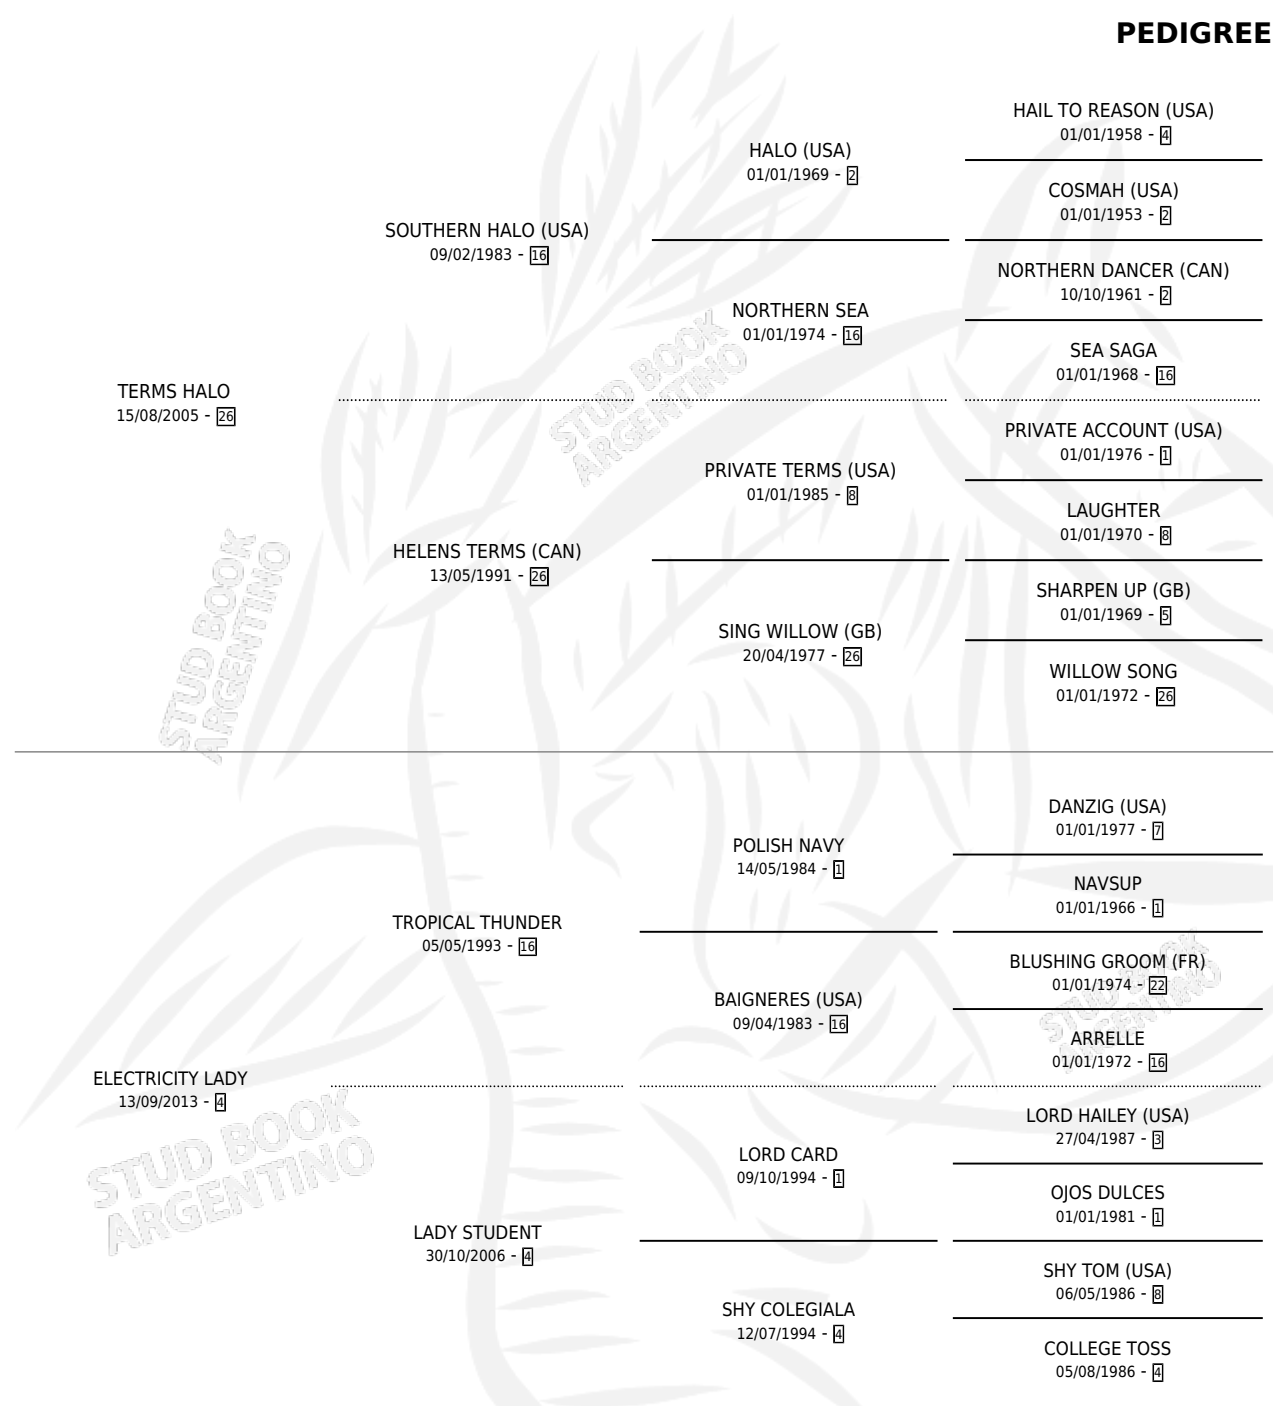 PEDIGREE
HAIL TO REASON (USA)
01/01/1958 - 4
HALO (USA)
01/01/1969 - 2
COSMAH (USA)
01/01/1953 - 2
SOUTHERN HALO (USA)
09/02/1983 - 16
NORTHERN DANCER (CAN)
10/10/1961 - 2
NORTHERN SEA
01/01/1974 - 16
SEA SAGA
01/01/1968 - 16
TERMS HALO
15/08/2005 - 26
PRIVATE ACCOUNT (USA)
01/01/1976 - 1
PRIVATE TERMS (USA)
01/01/1985 - 8
LAUGHTER
01/01/1970 - 8
HELENS TERMS (CAN)
13/05/1991 - 26
SHARPEN UP (GB)
01/01/1969 - 5
SING WILLOW (GB)
20/04/1977 - 26
WILLOW SONG
01/01/1972 - 26
DANZIG (USA)
01/01/1977 - 7
POLISH NAVY
14/05/1984 - 1
NAVSUP
01/01/1966 - 1
TROPICAL THUNDER
05/05/1993 - 16
BLUSHING GROOM (FR)
01/01/1974 - 22
BAIGNERES (USA)
09/04/1983 - 16
ARRELLE
01/01/1972 - 16
ELECTRICITY LADY
13/09/2013 - 4
LORD HAILEY (USA)
27/04/1987 - 3
LORD CARD
09/10/1994 - 1
OJOS DULCES
01/01/1981 - 1
LADY STUDENT
30/10/2006 - 4
SHY TOM (USA)
06/05/1986 - 8
SHY COLEGIALA
12/07/1994 - 4
COLLEGE TOSS
05/08/1986 - 4
STUD BOOK
ARGENTINO
STUD BOOK
ARGENTINO
STUD BOOK
ARGENTINO
STUD BOOK
ARGENTINO